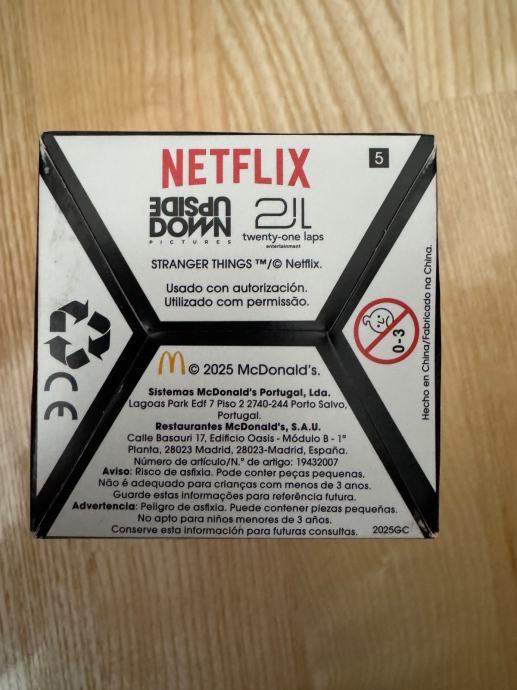 NETFLIX
5
UPSIDE
DOWN
PICTURES
21L
twenty-one laps
entertainment
STRANGER THINGS ™/© Netflix.
Usado con autorización.
Utilizado com permissão.
Hecho en China/Fabricado na China.
0-3
CE
© 2025 McDonald's.
Sistemas McDonald's Portugal, Lda.
Lagoas Park Edf 7 Piso 2 2740-244 Porto Salvo,
Portugal.
Restaurantes McDonald's, S.A.U.
Calle Basauri 17, Edificio Oasis - Módulo B - 1ª
Planta, 28023 Madrid, 28023-Madrid, España.
Número de artículo/N.° de artigo: 19432007
Aviso: Risco de asfixia. Pode conter peças pequenas.
Não é adequado para crianças com menos de 3 anos.
Guarde estas informações para referência futura.
Advertencia: Peligro de asfixia. Puede contener piezas pequeñas.
No apto para niños menores de 3 años.
Conserve esta información para futuras consultas.
2025GC